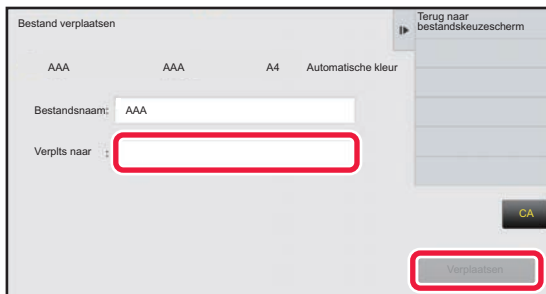 Bestand verplaatsen
Terug naar
bestandskeuzescherm
AAA AAA A4 Automatische kleur
Bestandsnaam: AAA
Verplts naar :
CA
Verplaatsen